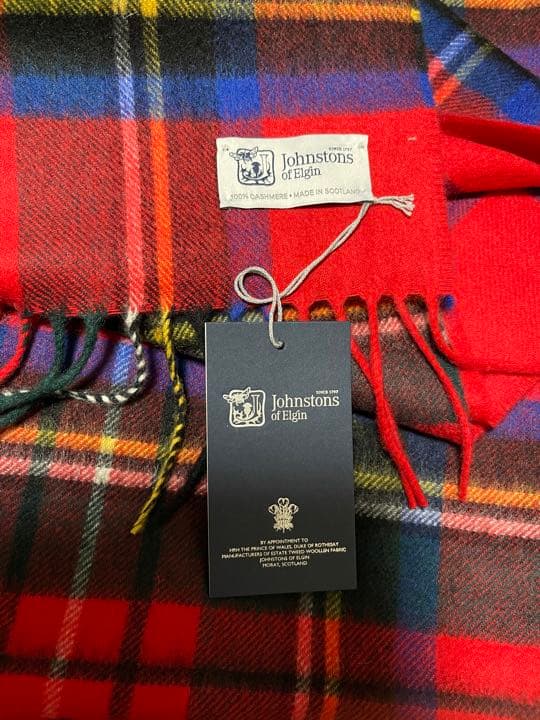 SINCE 1797
Johnstons
of Elgin
100% CASHMERE • MADE IN SCOTLAND
SINCE 1797
Johnstons
of Elgin
BY APPOINTMENT TO
HRH THE PRINCE OF WALES, DUKE OF ROTHESAY
MANUFACTURERS OF ESTATE TWEED WOOLLEN FABRIC
JOHNSTONS OF ELGIN
MORAY, SCOTLAND